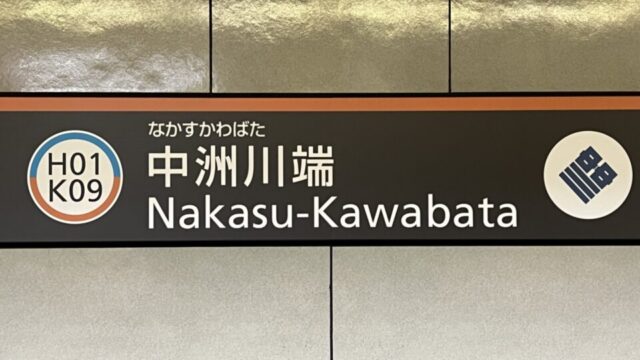 H01
K09
なかすかわばた
中洲川端
Nakasu-Kawabata